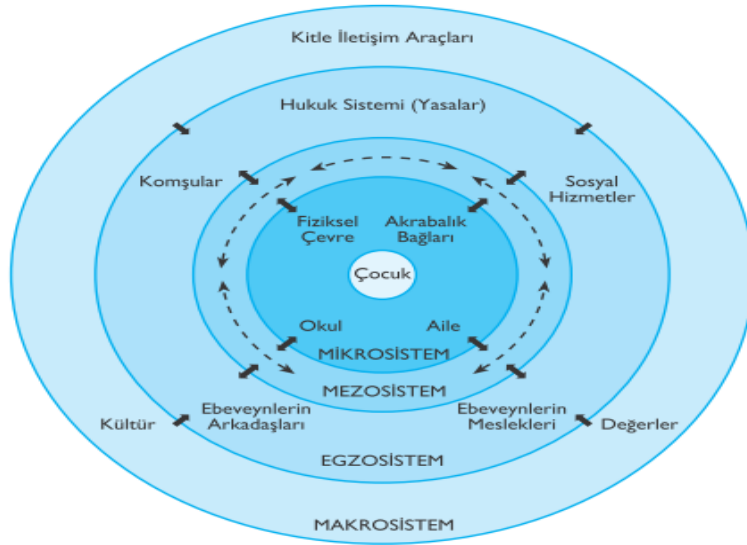 Kitle İletişim Araçları
Hukuk Sistemi (Yasalar)
Komşular
Sosyal
Hizmetler
Fiziksel
Çevre
Akrabalık
Bağları
Çocuk
Okul
Aile
MİKROSİSTEM
MEZOSİSTEM
Kültür
Ebeveynlerin
Arkadaşları
Ebeveynlerin
Meslekleri
Değerler
EGZOSİSTEM
MAKROSİSTEM